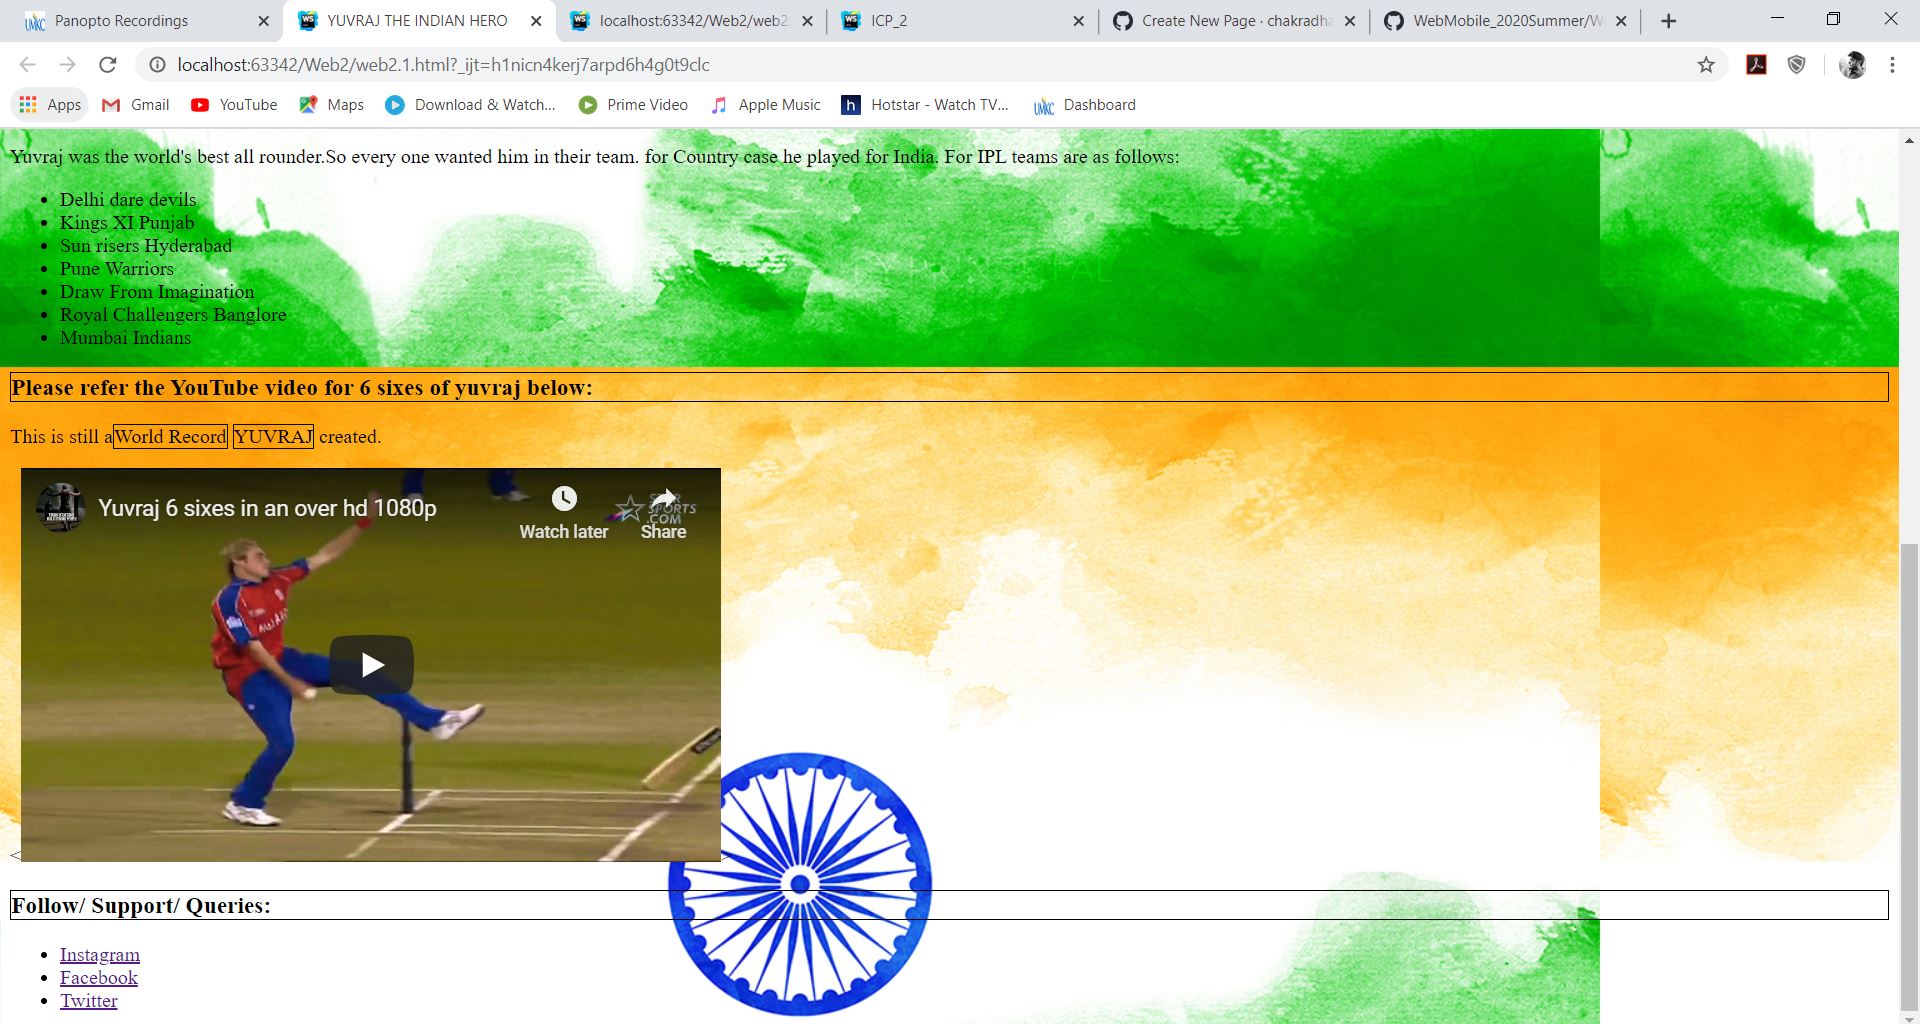 Panopto Recordings
YUVRAJ THE INDIAN HERO
localhost:63342/Web2/web2.
ICP_2
Create New Page · chakradha
WebMobile_2020Summer/W
localhost:63342/Web2/web2.1.html?_ijt=h1nicn4kerj7arpd6h4g0t9clc
Apps
Gmail
YouTube
Maps
Download & Watch...
Prime Video
Apple Music
h
Hotstar - Watch TV...
UMKC
Dashboard
Yuvraj was the world's best all rounder.So every one wanted him in their team. for Country case he played for India. For IPL teams are as follows:
• Delhi dare devils
• Kings XI Punjab
• Sun risers Hyderabad
• Pune Warriors
• Draw From Imagination
• Royal Challengers Banglore
• Mumbai Indians
Please refer the YouTube video for 6 sixes of yuvraj below:
This is still aWorld Record YUVRAJ created.
Yuvraj 6 sixes in an over hd 1080p
Watch later
Share
STAR
SPORTS
.COM
<
Follow/ Support/ Queries:
• Instagram
• Facebook
• Twitter